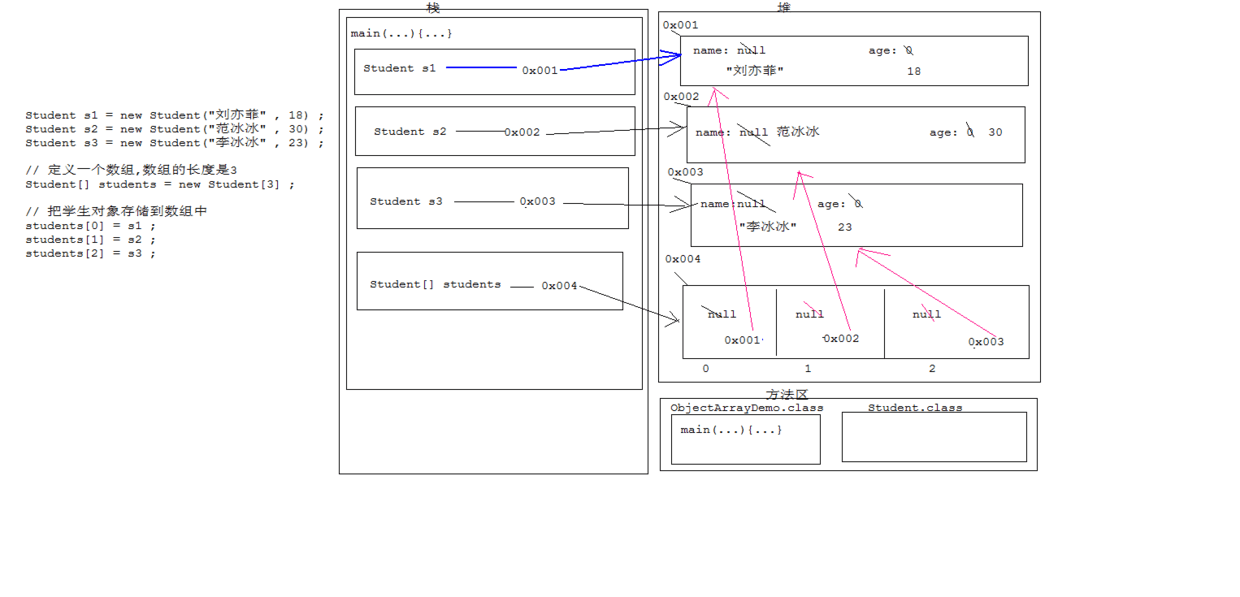 Student s1 = new Student("刘亦菲" , 18) ;
Student s2 = new Student("范冰冰" , 30) ;
Student s3 = new Student("李冰冰" , 23) ;
// 定义一个数组,数组的长度是3
Student[] students = new Student[3] ;
// 把学生对象存储到数组中
students[0] = s1 ;
students[1] = s2 ;
students[2] = s3 ;
栈
main(...){...}
Student s1 0x001
Student s2 0x002
Student s3 0x003
Student[] students 0x004
堆
0x001
name: null age: 0
"刘亦菲" 18
0x002
name: null 范冰冰 age: 0 30
0x003
name:null age: 0
"李冰冰" 23
0x004
null null null
0x001 0x002 0x003
0 1 2
方法区
ObjectArrayDemo.class Student.class
main(...){...}